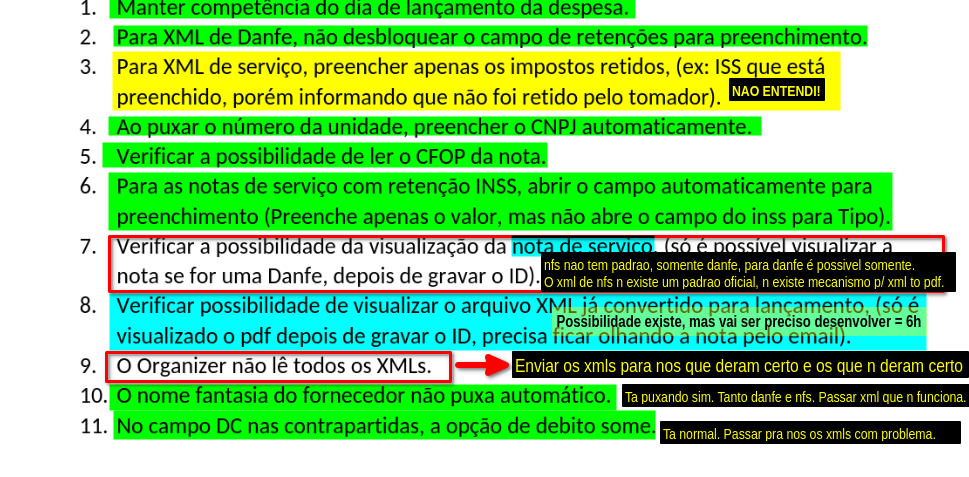 1. Manter competência do dia de lançamento da despesa.
2. Para XML de Danfe, não desbloquear o campo de retenções para preenchimento.
3. Para XML de serviço, preencher apenas os impostos retidos, (ex: ISS que está
preenchido, porém informando que não foi retido pelo tomador).
NAO ENTENDI!
4. Ao puxar o número da unidade, preencher o CNPJ automaticamente.
5. Verificar a possibilidade de ler o CFOP da nota.
6. Para as notas de serviço com retenção INSS, abrir o campo automaticamente para
preenchimento (Preenche apenas o valor, mas não abre o campo do inss para Tipo).
7. Verificar a possibilidade da visualização da nota de serviço. (só é possível visualizar a
nota se for uma Danfe, depois de gravar o ID).
nfs nao tem padrao, somente danfe, para danfe é possivel somente.
O xml de nfs n existe um padrao oficial, n existe mecanismo p/ xml to pdf.
8. Verificar possibilidade de visualizar o arquivo XML já convertido para lançamento, (só é
visualizado o pdf depois de gravar o ID, precisa ficar olhando a nota pelo email).
Possibilidade existe, mas vai ser preciso desenvolver = 6h
9. O Organizer não lê todos os XMLs.
Enviar os xmls para nos que deram certo e os que n deram certo
10. O nome fantasia do fornecedor não puxa automático.
Ta puxando sim. Tanto danfe e nfs. Passar xml que n funciona.
11. No campo DC nas contrapartidas, a opção de debito some.
Ta normal. Passar pra nos os xmls com problema.